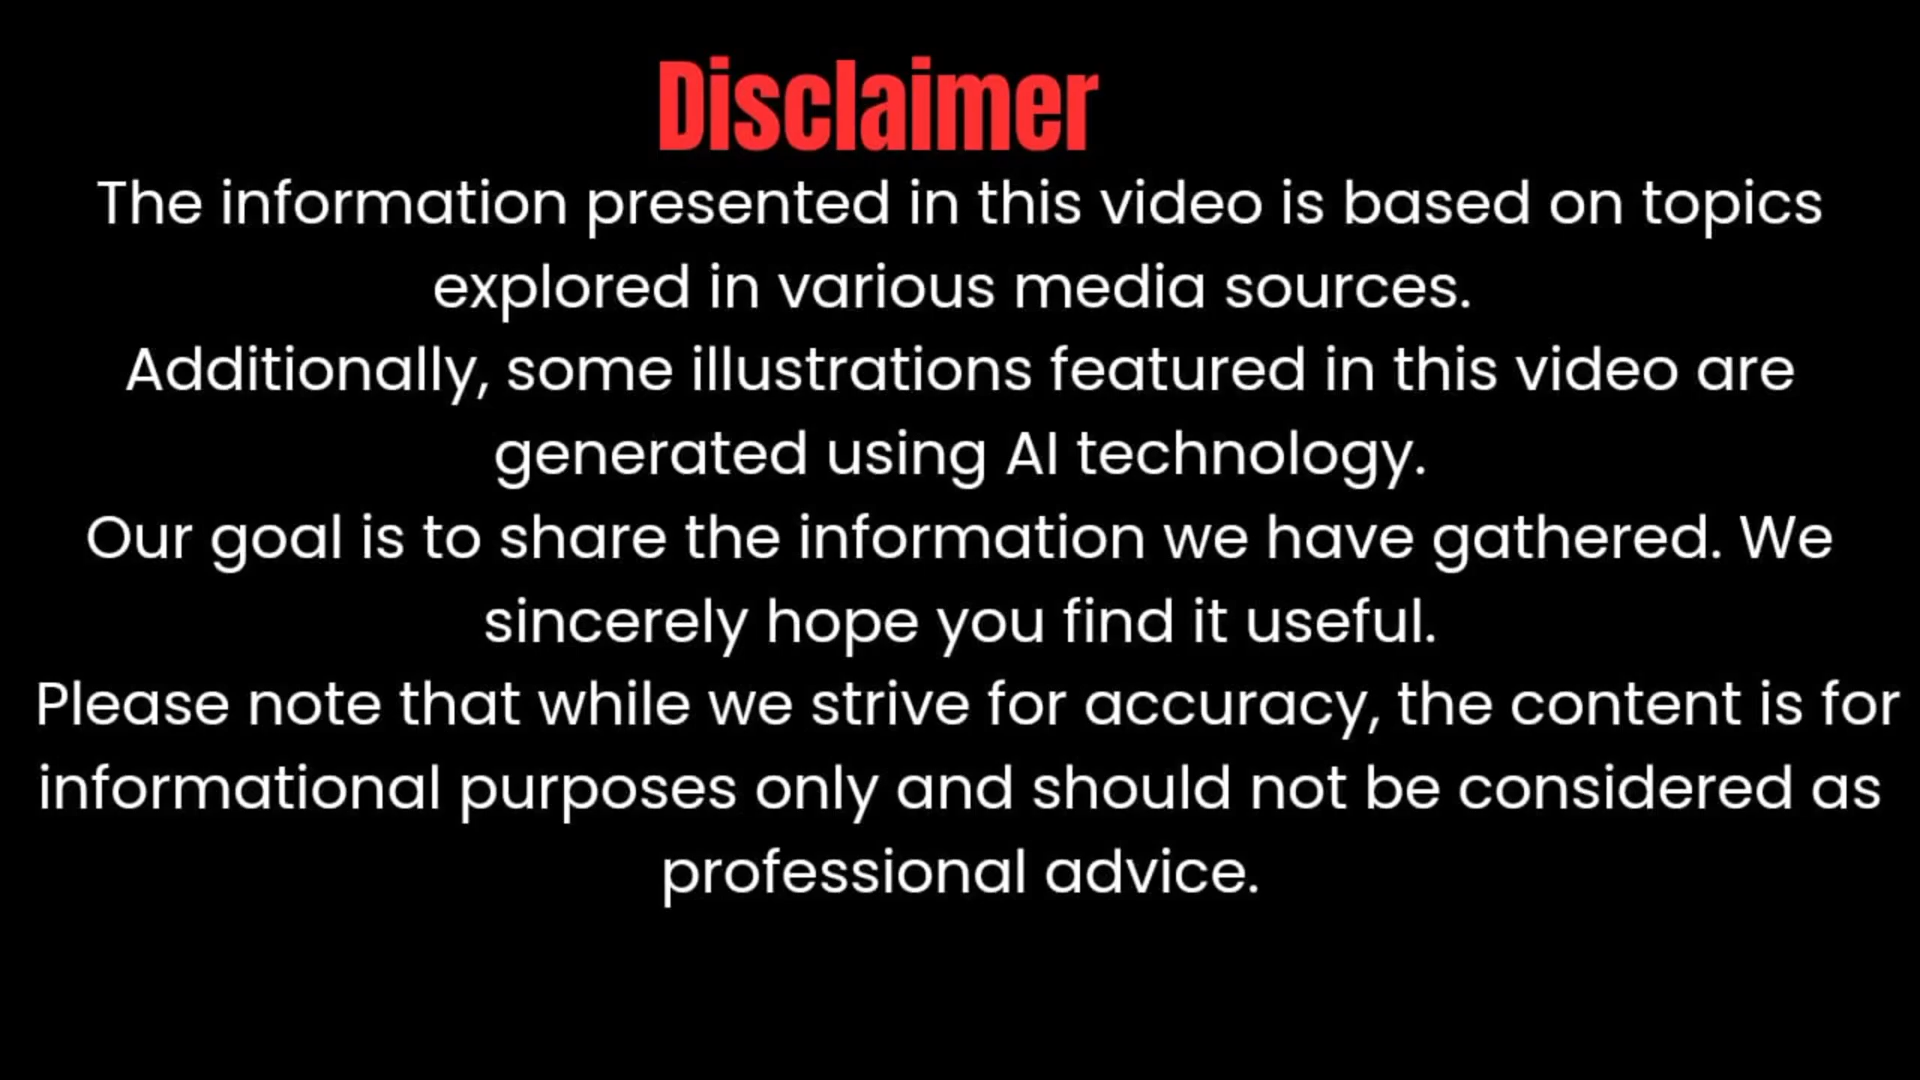 Disclaimer
The information presented in this video is based on topics
explored in various media sources.
Additionally, some illustrations featured in this video are
generated using AI technology.
Our goal is to share the information we have gathered. We
sincerely hope you find it useful.
Please note that while we strive for accuracy, the content is for
informational purposes only and should not be considered as
professional advice.